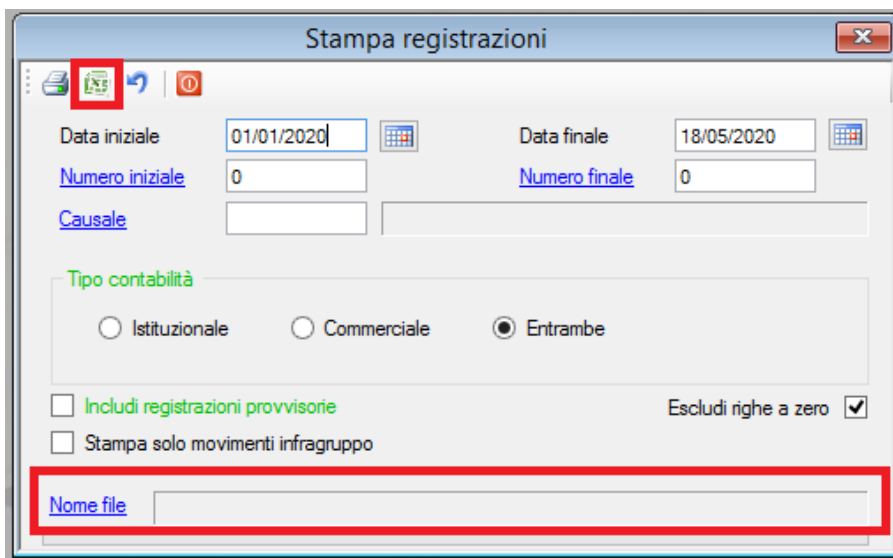 Stampa registrazioni
Data iniziale 01/01/2020 Data finale 18/05/2020
Numero iniziale 0 Numero finale 0
Causale
Tipo contabilità
Istituzionale Commerciale Entrambe
Includi registrazioni provvisorie Escludi righe a zero
Stampa solo movimenti infragruppo
Nome file